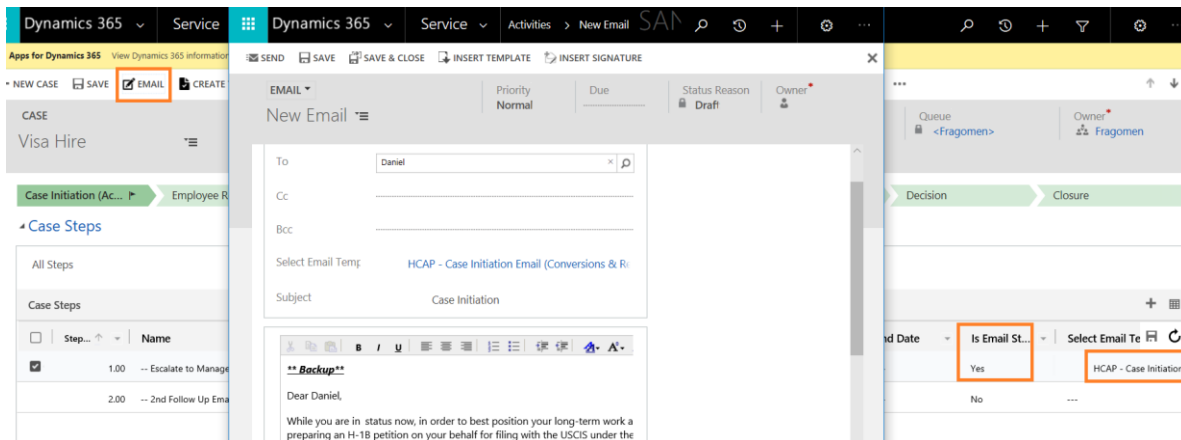 Dynamics 365 Service
Apps for Dynamics 365 View Dynamics 365 information
NEW CASE SAVE EMAIL CREATE
CASE
Visa Hire
Case Initiation (Ac... Employee R
Case Steps
All Steps
Case Steps
Step... Name
1.00 -- Escalate to Manage
2.00 -- 2nd Follow Up Ema
Dynamics 365 Service Activities > New Email SAN
SEND SAVE SAVE & CLOSE INSERT TEMPLATE INSERT SIGNATURE
EMAIL
New Email
Priority
Normal
Due
Status Reason
Draft
Owner*
To Daniel
Cc
Bcc
Select Email Temp HCAP - Case Initiation Email (Conversions & Re
Subject Case Initiation
B I U
** Backup**
Dear Daniel,
While you are in status now, in order to best position your long-term work a
preparing an H-1B petition on your behalf for filing with the USCIS under the
...
Queue
<Fragomen>
Owner*
Fragomen
Decision Closure
nd Date Is Email St... Select Email Te
Yes HCAP - Case Initiation
No ---